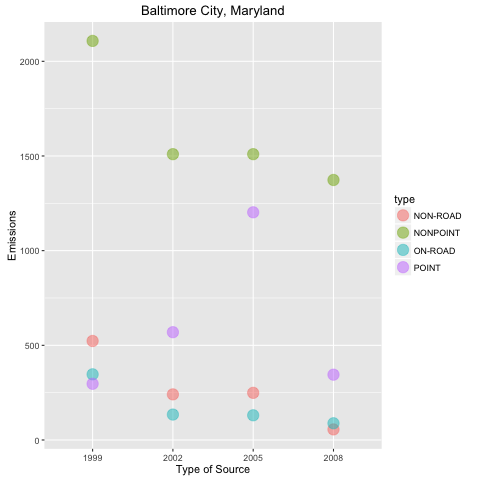 Baltimore City, Maryland
Emissions
2000
1500
1000
500
0
1999 2002 2005 2008
Type of Source
type
NON-ROAD
NONPOINT
ON-ROAD
POINT